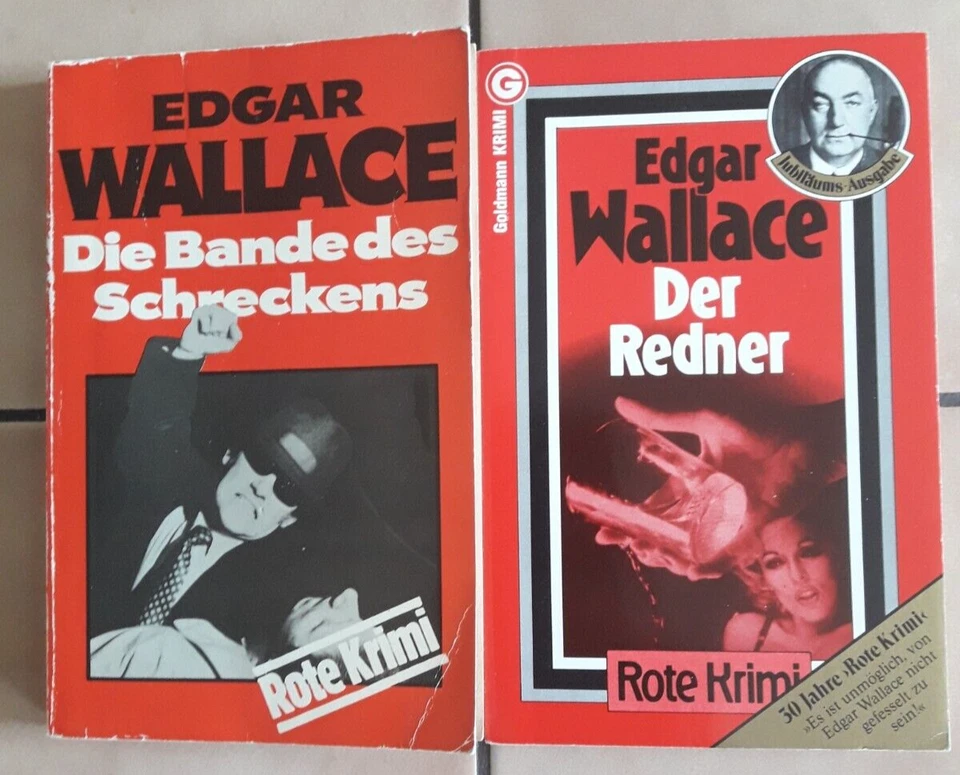 EDGAR
WALLACE
Die Bande des
Schreckens
Rote Krimi
G
Goldmann KRIMI
Jubiläums-Ausgabe
Edgar
Wallace
Der
Redner
Rote Krimi
30 Jahre ›Rote Krimi‹
»Es ist unmöglich, von
Edgar Wallace nicht
gefesselt zu
sein!«